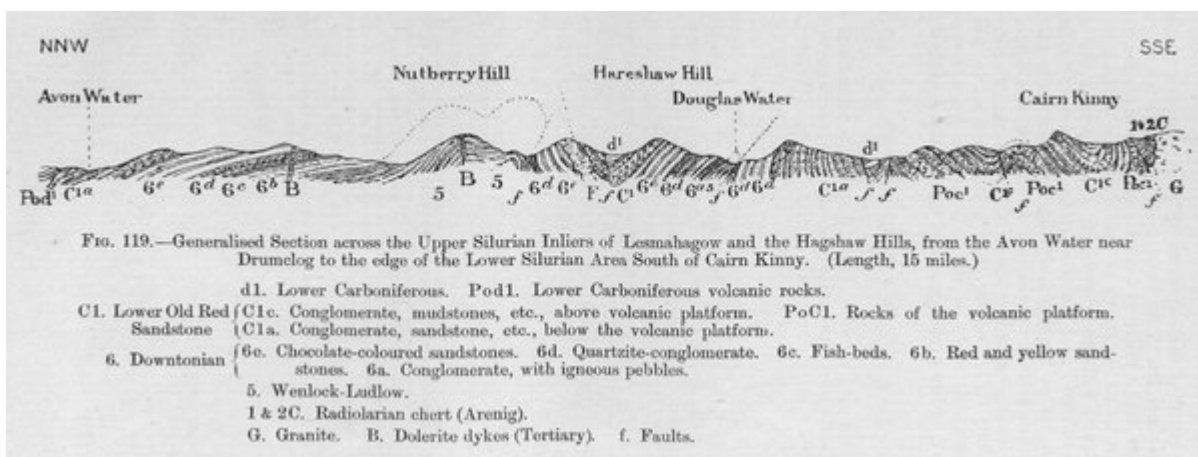 NNW SSE
Nutberry Hill Hareshaw Hill
Avon Water Douglas Water Cairn Kinny
1&2C
d¹ d¹
Pod¹ C1a 6e 6d 6c 6b B 5 B 5 f 6d 6e F f C1 6e 6d f 6d C1a f f Poc¹ f Poc¹ C1c Poc1 f G
FIG. 119.—Generalised Section across the Upper Silurian Inliers of Lesmahagow and the Hagshaw Hills, from the Avon Water near
Drumclog to the edge of the Lower Silurian Area South of Cairn Kinny. (Length, 15 miles.)
d1. Lower Carboniferous. Pod1. Lower Carboniferous volcanic rocks.
C1. Lower Old Red { C1c. Conglomerate, mudstones, etc., above volcanic platform. PoC1. Rocks of the volcanic platform.
Sandstone { C1a. Conglomerate, sandstone, etc., below the volcanic platform.
6. Downtonian { 6e. Chocolate-coloured sandstones. 6d. Quartzite-conglomerate. 6c. Fish-beds. 6b. Red and yellow sand-
stones. 6a. Conglomerate, with igneous pebbles.
5. Wenlock-Ludlow.
1 & 2C. Radiolarian chert (Arenig).
G. Granite. B. Dolerite dykes (Tertiary). f. Faults.